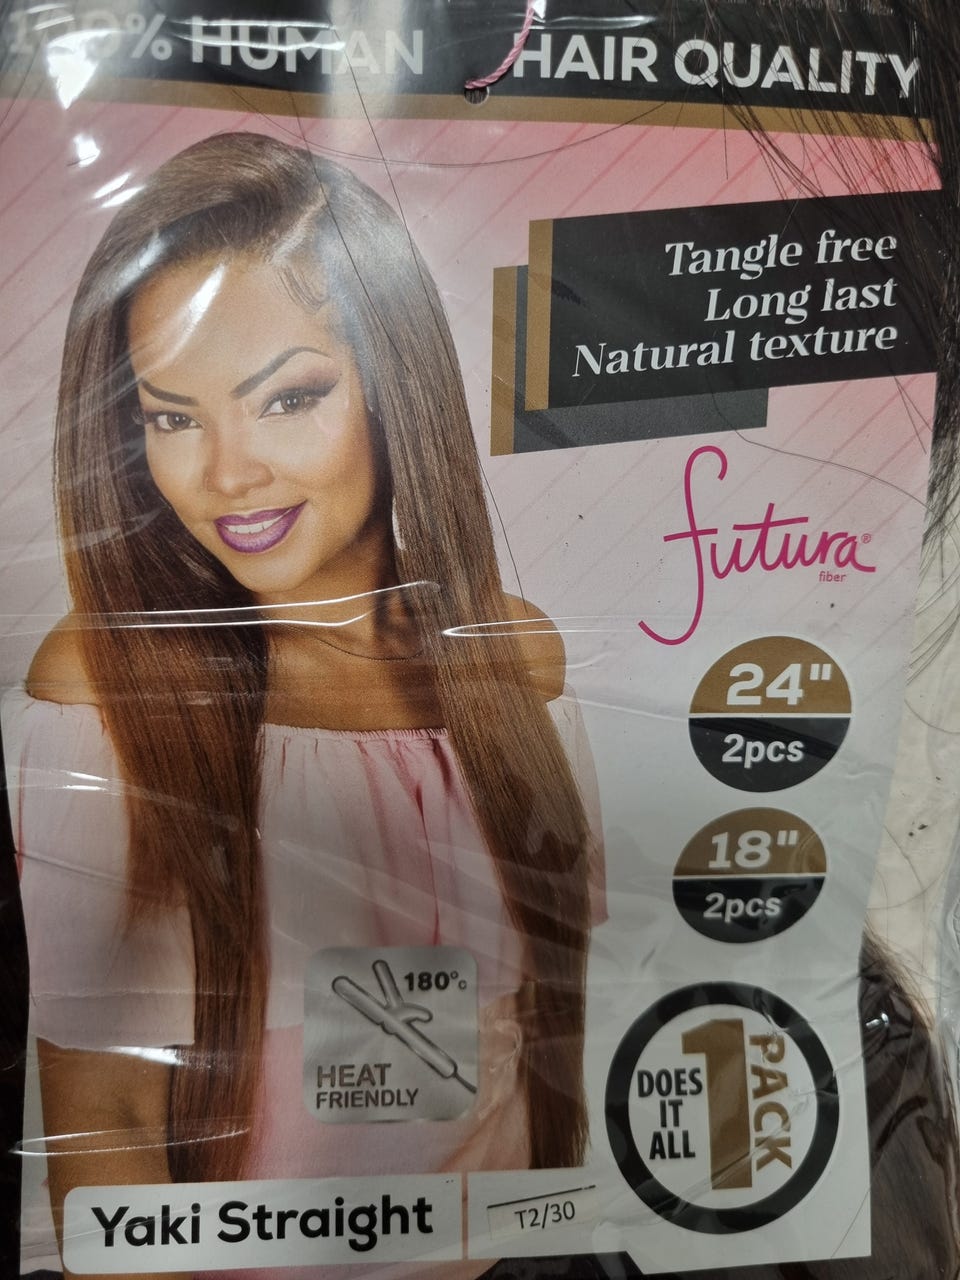 100% HUMAN HAIR QUALITY
Tangle free
Long last
Natural texture
futura®
fiber
24"
2pcs
18"
2pcs
180°c
HEAT
FRIENDLY
DOES
IT
ALL
1
PACK
Yaki Straight
T2/30